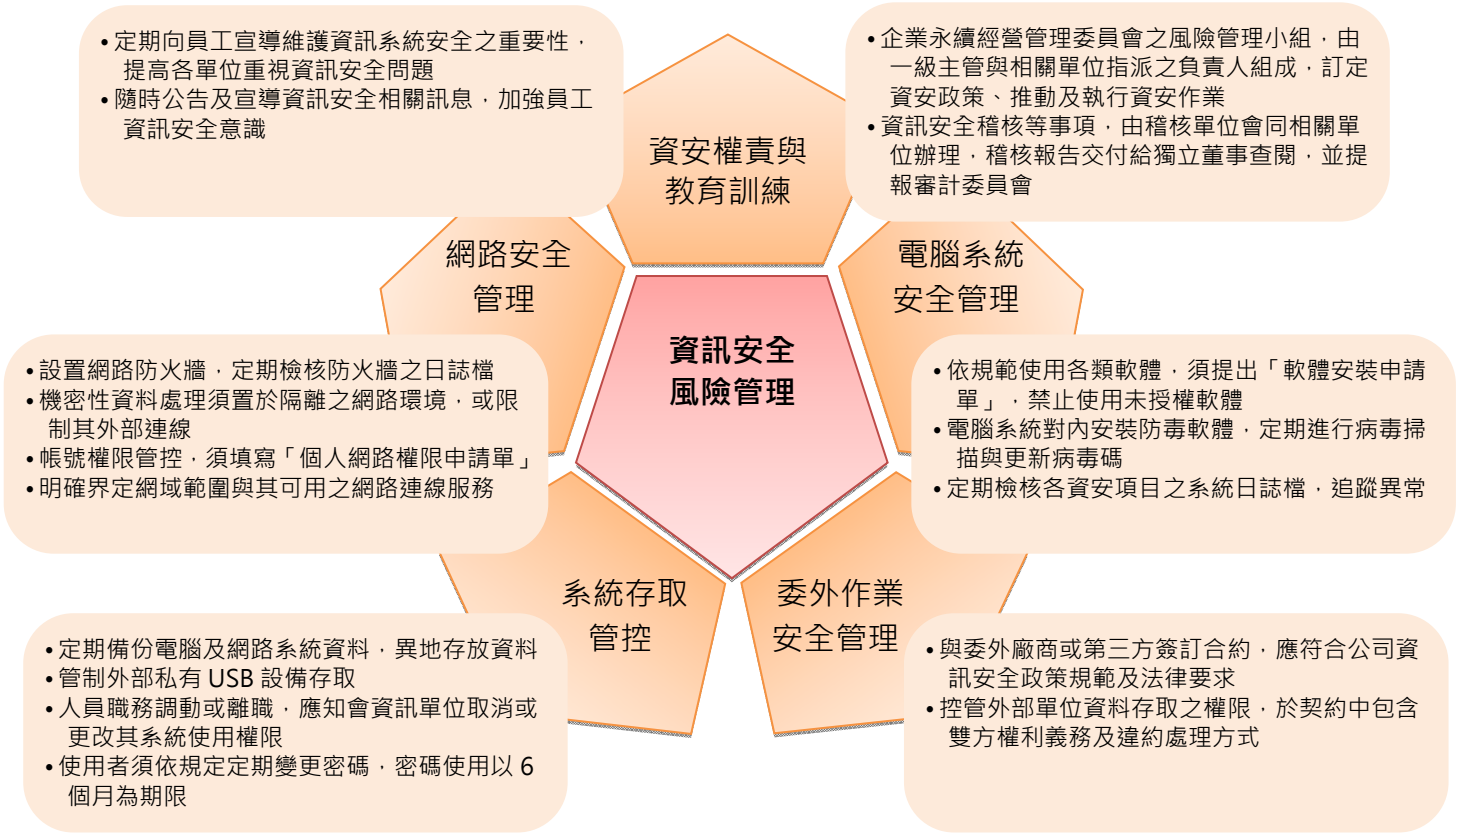 • 定期向員工宣導維護資訊系統安全之重要性，
提高各單位重視資訊安全問題
• 隨時公告及宣導資訊安全相關訊息，加強員工
資訊安全意識
• 企業永續經營管理委員會之風險管理小組，由
一級主管與相關單位指派之負責人組成，訂定
資安政策、推動及執行資安作業
• 資訊安全稽核等事項，由稽核單位會同相關單
位辦理，稽核報告交付給獨立董事查閱，並提
報審計委員會
資安權責與
教育訓練
網路安全
管理
電腦系統
安全管理
資訊安全
風險管理
• 設置網路防火牆，定期檢核防火牆之日誌檔
• 機密性資料處理須置於隔離之網路環境，或限
制其外部連線
• 帳號權限管控，須填寫「個人網路權限申請單」
• 明確界定網域範圍與其可用之網路連線服務
• 依規範使用各類軟體，須提出「軟體安裝申請
單」，禁止使用未授權軟體
• 電腦系統對內安裝防毒軟體，定期進行病毒掃
描與更新病毒碼
• 定期檢核各資安項目之系統日誌檔，追蹤異常
系統存取
管控
委外作業
安全管理
• 定期備份電腦及網路系統資料，異地存放資料
• 管制外部私有 USB 設備存取
• 人員職務調動或離職，應知會資訊單位取消或
更改其系統使用權限
• 使用者須依規定定期變更密碼，密碼使用以 6
個月為期限
• 與委外廠商或第三方簽訂合約，應符合公司資
訊安全政策規範及法律要求
• 控管外部單位資料存取之權限，於契約中包含
雙方權利義務及違約處理方式